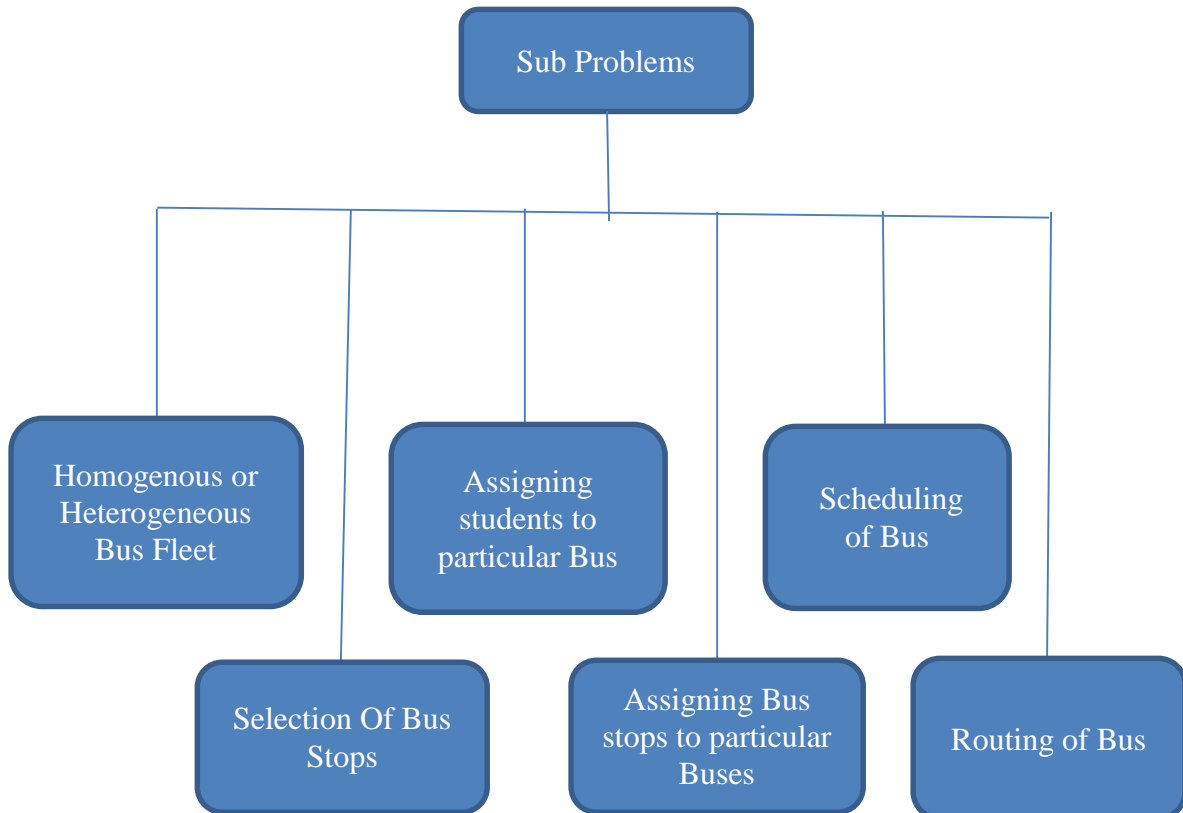 Sub Problems
Homogenous or
Heterogeneous
Bus Fleet
Assigning
students to
particular Bus
Scheduling
of Bus
Selection Of Bus
Stops
Assigning Bus
stops to particular
Buses
Routing of Bus